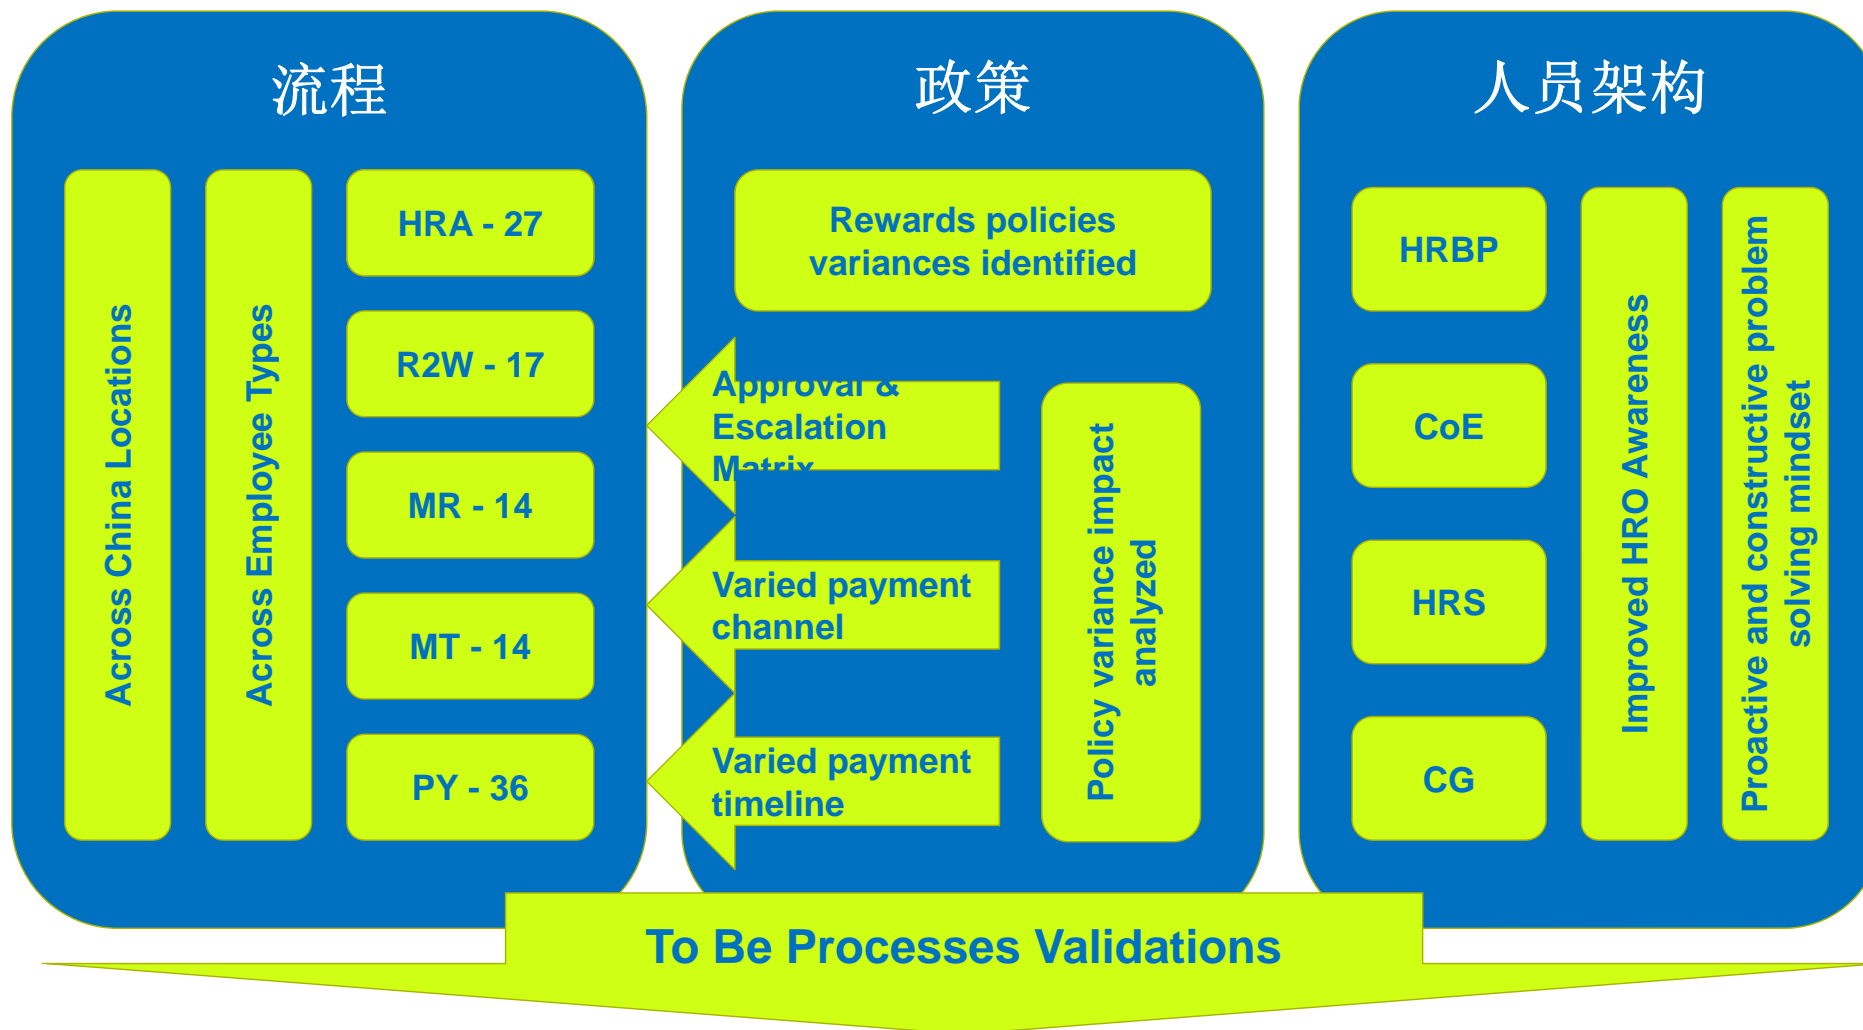 流程
Across China Locations
Across Employee Types
HRA - 27
R2W - 17
MR - 14
MT - 14
PY - 36
政策
Rewards policies
variances identified
Approval &
Escalation
Matrix
Varied payment
channel
Varied payment
timeline
Policy variance impact
analyzed
人员架构
HRBP
CoE
HRS
CG
Improved HRO Awareness
Proactive and constructive problem
solving mindset
To Be Processes Validations